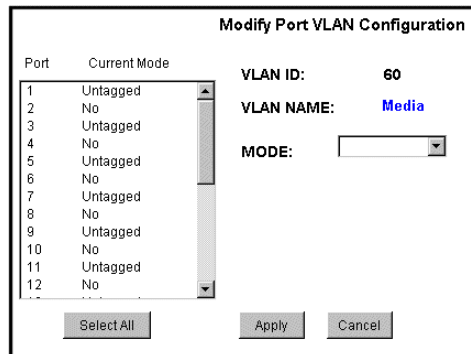 Modify Port VLAN Configuration
Port Current Mode
1 Untagged
2 No
3 Untagged
4 No
5 Untagged
6 No
7 Untagged
8 No
9 Untagged
10 No
11 Untagged
12 No
VLAN ID: 60
VLAN NAME: Media
MODE:
Select All Apply Cancel